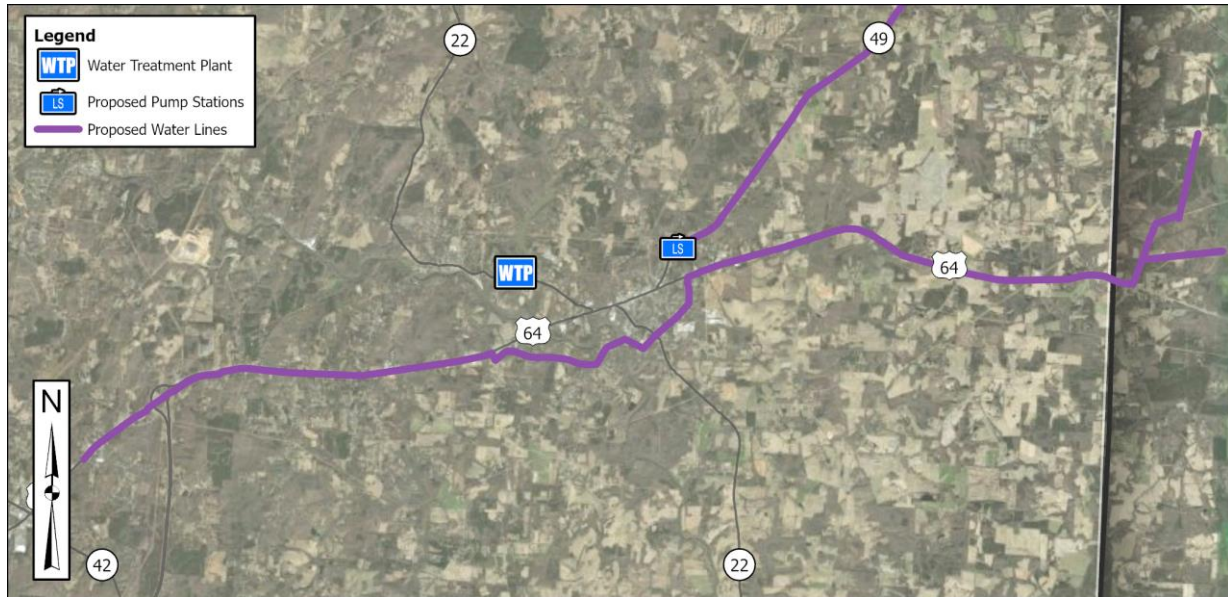 Legend
WTP Water Treatment Plant
LS Proposed Pump Stations
Proposed Water Lines
22
49
LS
WTP
64
64
N
42
22